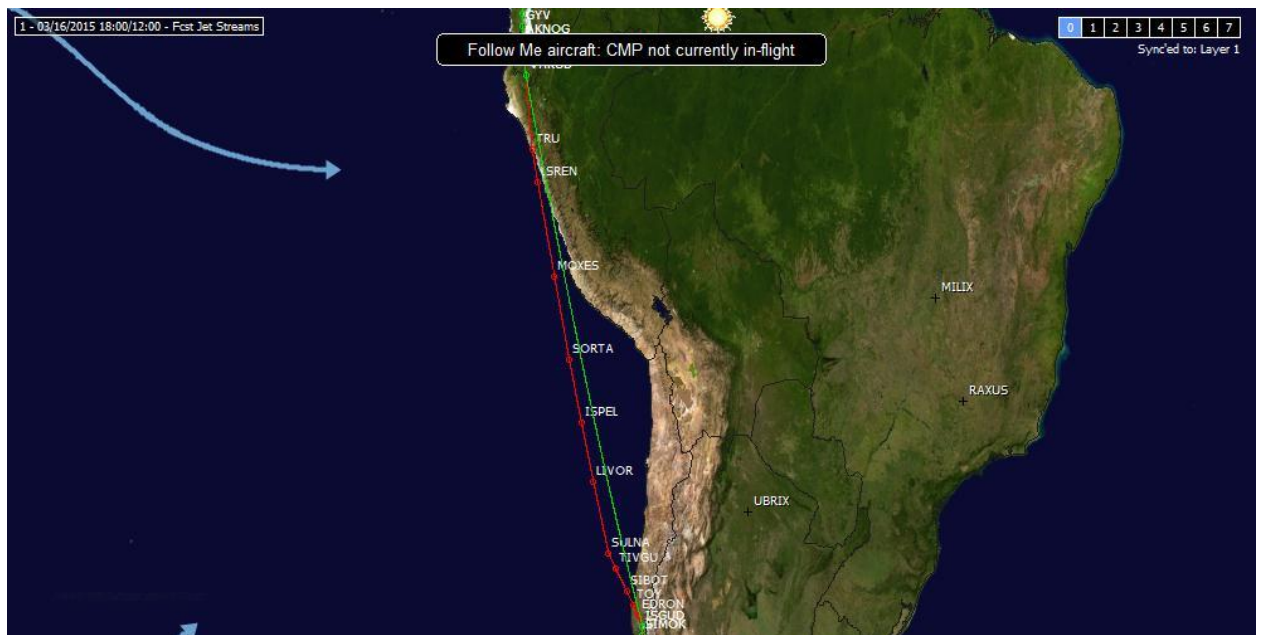 GYV
1 - 03/16/2015 18:00/12:00 - Fcst Jet Streams
0 1 2 3 4 5 6 7
AKNOG
Follow Me aircraft: CMP not currently in-flight
Sync'ed to: Layer 1
TRU
ASREN
MOXES
MILIX
SORTA
RAXUS
ISPEL
LIVOR
UBRIX
SULNA
TIVGU
SIBOT
TOY
EDRON
ISGUD
SIMOK